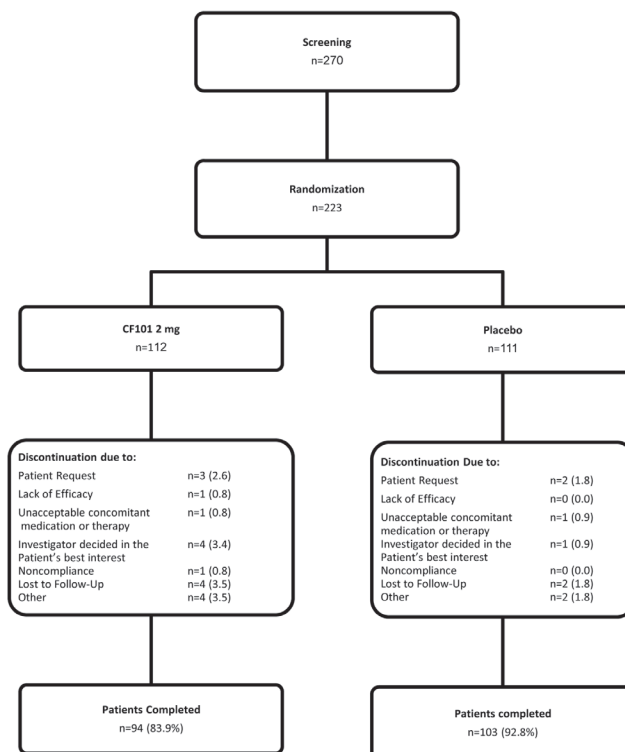 Screening
n=270
Randomization
n=223
CF101 2 mg
n=112
Placebo
n=111
Discontinuation due to:
Patient Request n=3 (2.6)
Lack of Efficacy n=1 (0.8)
Unacceptable concomitant n=1 (0.8)
medication or therapy
Investigator decided in the n=4 (3.4)
Patient's best interest
Noncompliance n=1 (0.8)
Lost to Follow-Up n=4 (3.5)
Other n=4 (3.5)
Discontinuation Due to:
Patient Request n=2 (1.8)
Lack of Efficacy n=0 (0.0)
Unacceptable concomitant n=1 (0.9)
medication or therapy
Investigator decided in the n=1 (0.9)
Patient's best interest
Noncompliance n=0 (0.0)
Lost to Follow-Up n=2 (1.8)
Other n=2 (1.8)
Patients Completed
n=94 (83.9%)
Patients completed
n=103 (92.8%)